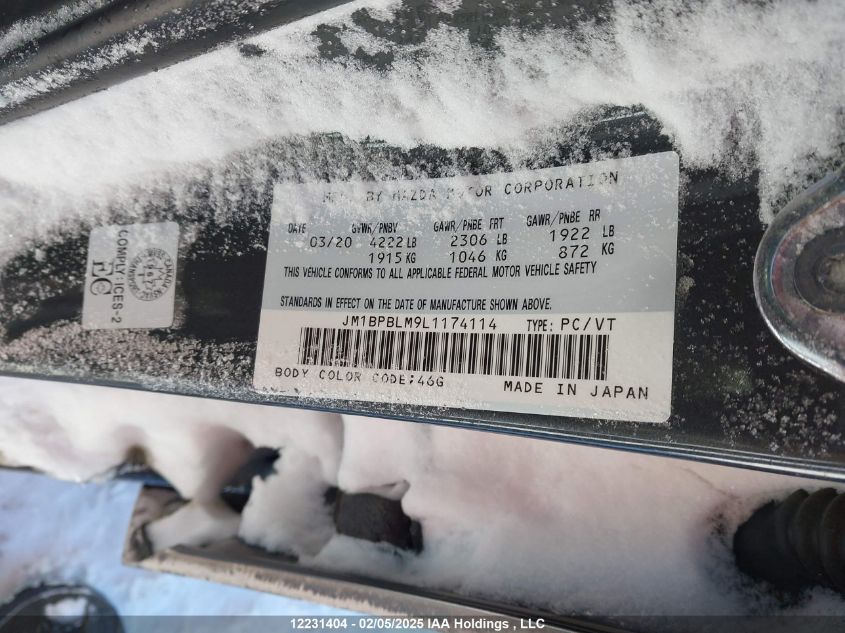 BY MAZDA MOTOR CORPORATION
DATE GVWR/PNBV GAWR/PNBE FRT GAWR/PNBE RR
03/20 4222 LB 2306 LB 1922 LB
1915 KG 1046 KG 872 KG
THIS VEHICLE CONFORMS TO ALL APPLICABLE FEDERAL MOTOR VEHICLE SAFETY
STANDARDS IN EFFECT ON THE DATE OF MANUFACTURE SHOWN ABOVE.
JM1BPBLM9L1174114 TYPE: PC/VT
BODY COLOR CODE:46G MADE IN JAPAN
COMPLY ICES-2
12231404 - 02/05/2025 IAA Holdings , LLC